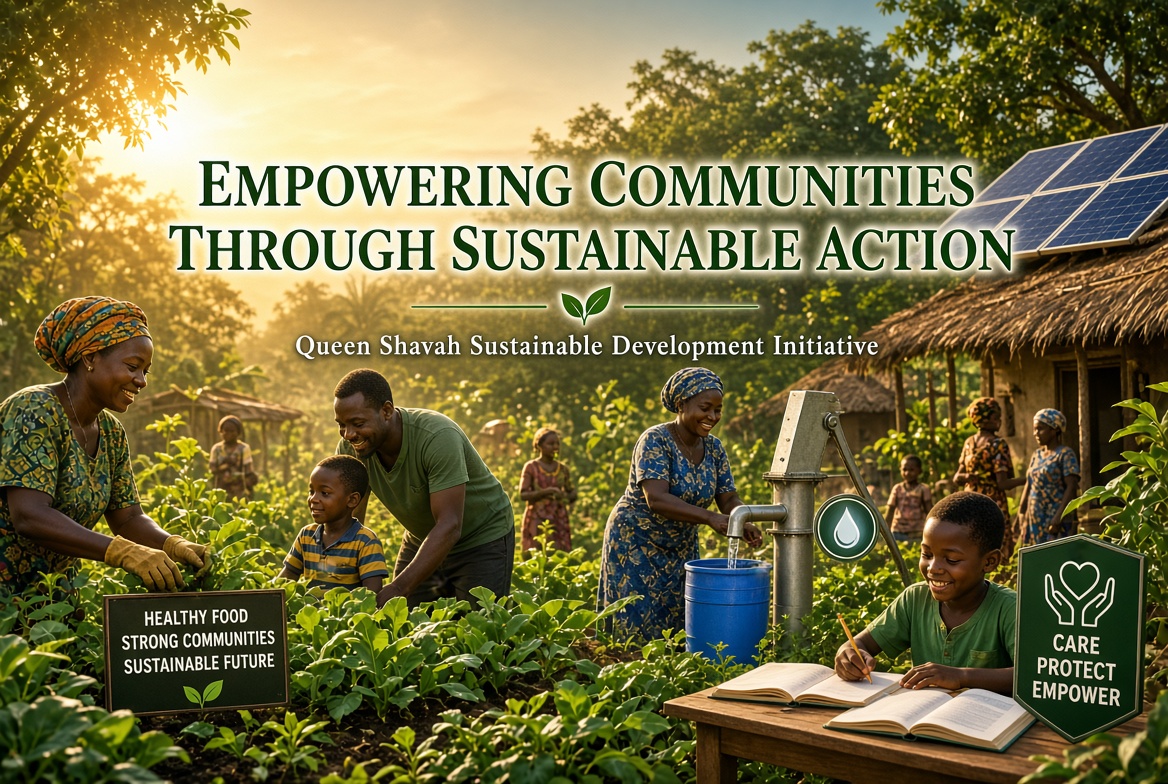 Empowering Communities
Through Sustainable Action
Queen Shavah Sustainable Development Initiative
HEALTHY FOOD
STRONG COMMUNITIES
SUSTAINABLE FUTURE
CARE
PROTECT
EMPOWER